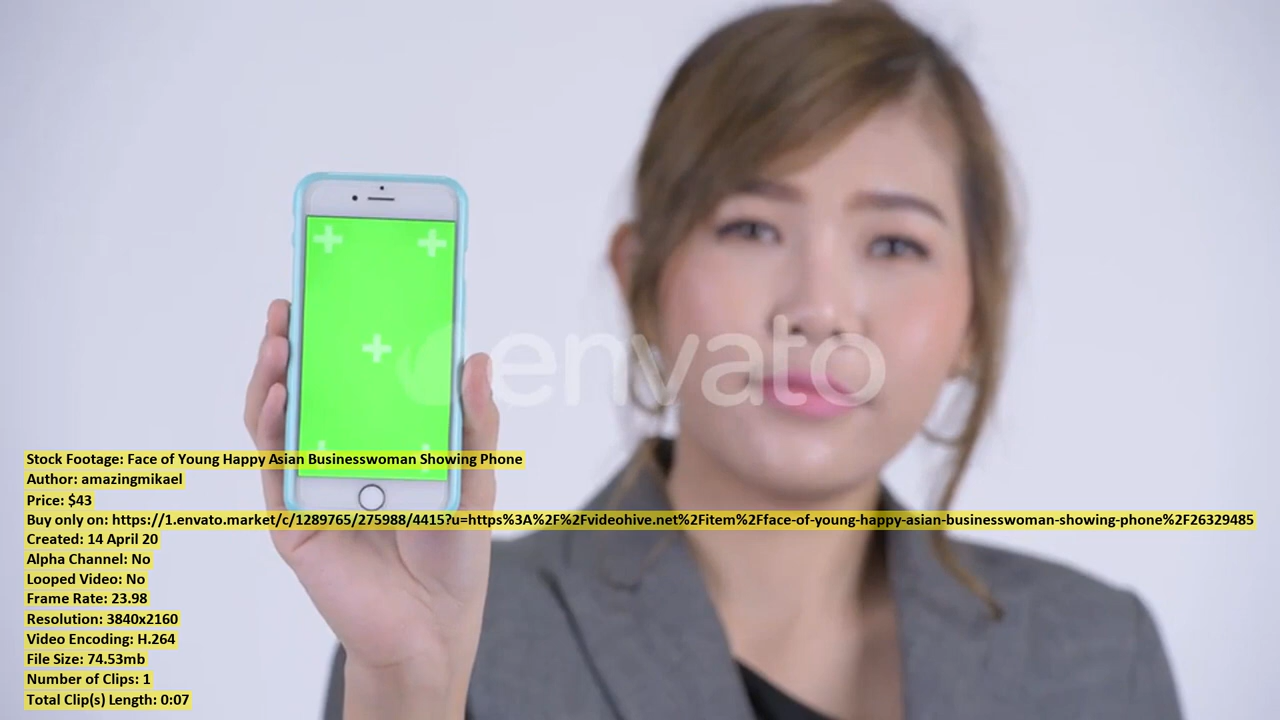 envato
Stock Footage: Face of Young Happy Asian Businesswoman Showing Phone
Author: amazingmikael
Price: $43
Buy only on: https://1.envato.market/c/1289765/275988/4415?u=https%3A%2F%2Fvideohive.net%2Fitem%2Fface-of-young-happy-asian-businesswoman-showing-phone%2F26329485
Created: 14 April 20
Alpha Channel: No
Looped Video: No
Frame Rate: 23.98
Resolution: 3840x2160
Video Encoding: H.264
File Size: 74.53mb
Number of Clips: 1
Total Clip(s) Length: 0:07